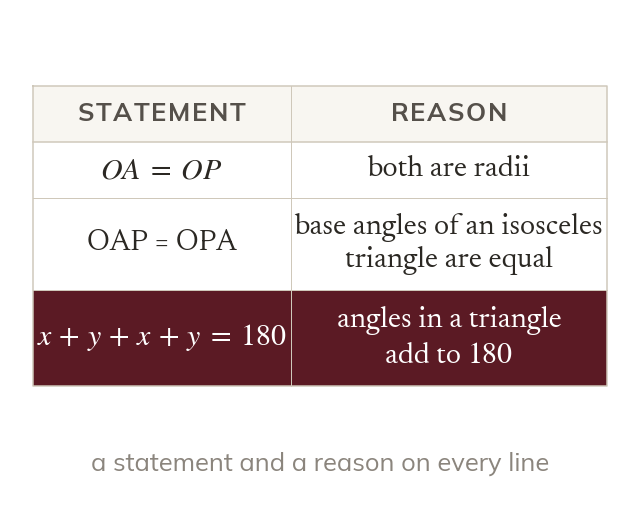 STATEMENT REASON
OA = OP both are radii
OAP = OPA base angles of an isosceles
triangle are equal
x + y + x + y = 180 angles in a triangle
add to 180
a statement and a reason on every line